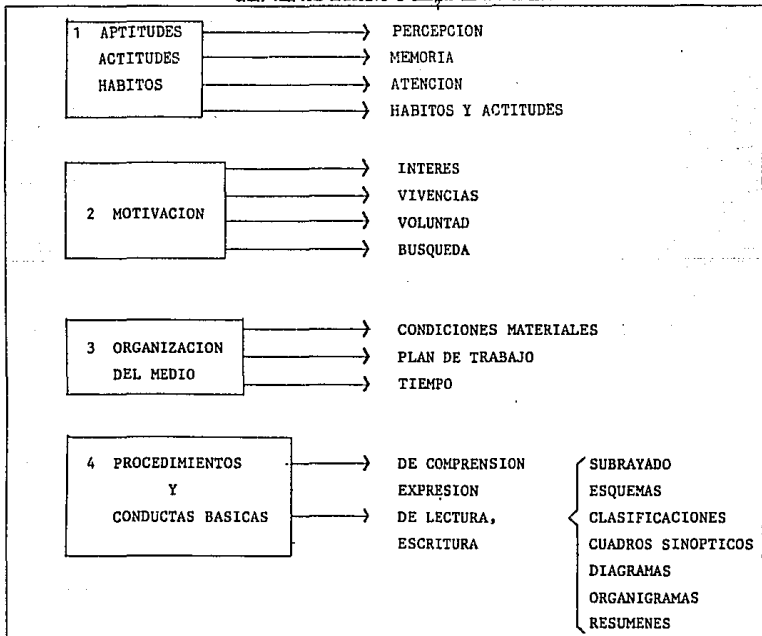 1 APTITUDES
ACTITUDES
HABITOS
PERCEPCION
MEMORIA
ATENCION
HABITOS Y ACTITUDES
2 MOTIVACION
INTERES
VIVENCIAS
VOLUNTAD
BUSQUEDA
3 ORGANIZACION
DEL MEDIO
CONDICIONES MATERIALES
PLAN DE TRABAJO
TIEMPO
4 PROCEDIMIENTOS
Y
CONDUCTAS BASICAS
DE COMPRENSION
EXPRESION
DE LECTURA,
ESCRITURA
SUBRAYADO
ESQUEMAS
CLASIFICACIONES
CUADROS SINOPTICOS
DIAGRAMAS
ORGANIGRAMAS
RESUMENES